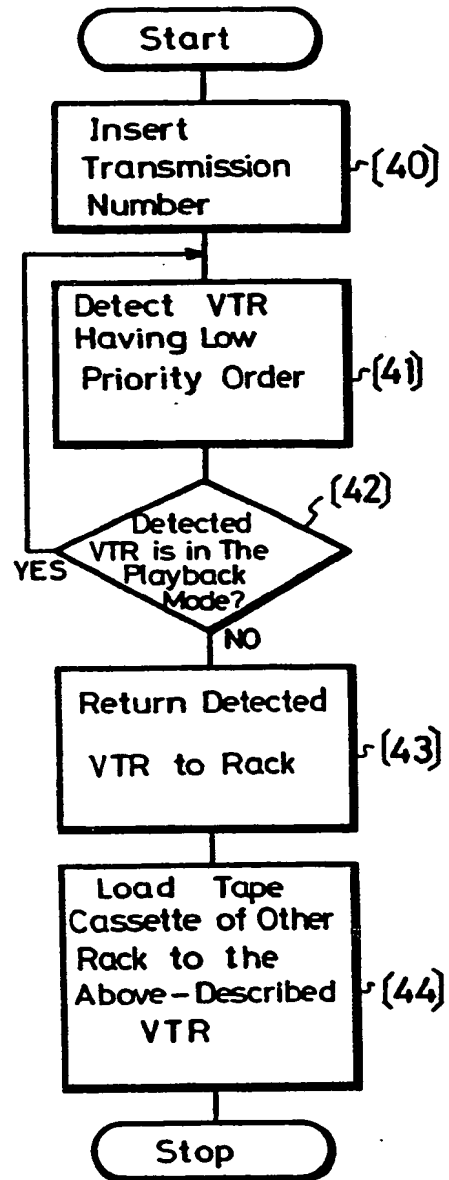 Start
Insert
Transmission
Number
[40]
Detect VTR
Having Low
Priority Order
[41]
[42]
Detected
VTR is in The
Playback
Mode?
YES
NO
Return Detected
VTR to Rack
[43]
Load Tape
Cassette of Other
Rack to the
Above-Described
VTR
[44]
Stop